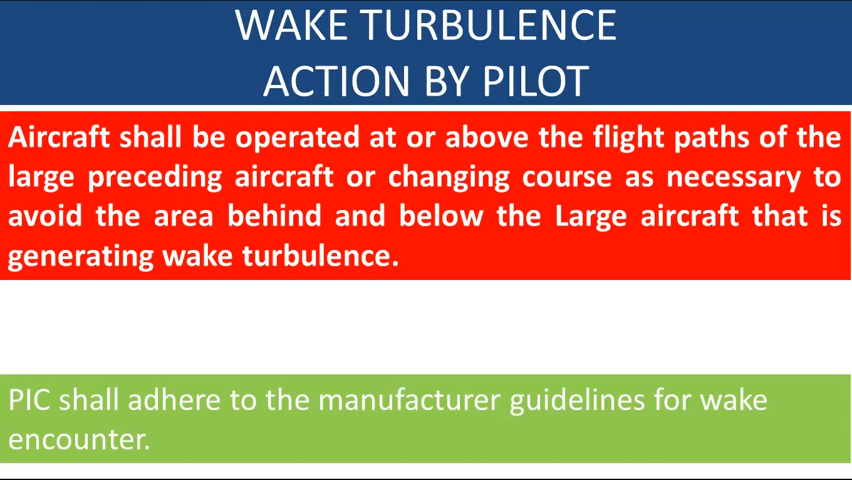 WAKE TURBULENCE
ACTION BY PILOT
Aircraft shall be operated at or above the flight paths of the
large preceding aircraft or changing course as necessary to
avoid the area behind and below the Large aircraft that is
generating wake turbulence.
PIC shall adhere to the manufacturer guidelines for wake
encounter.